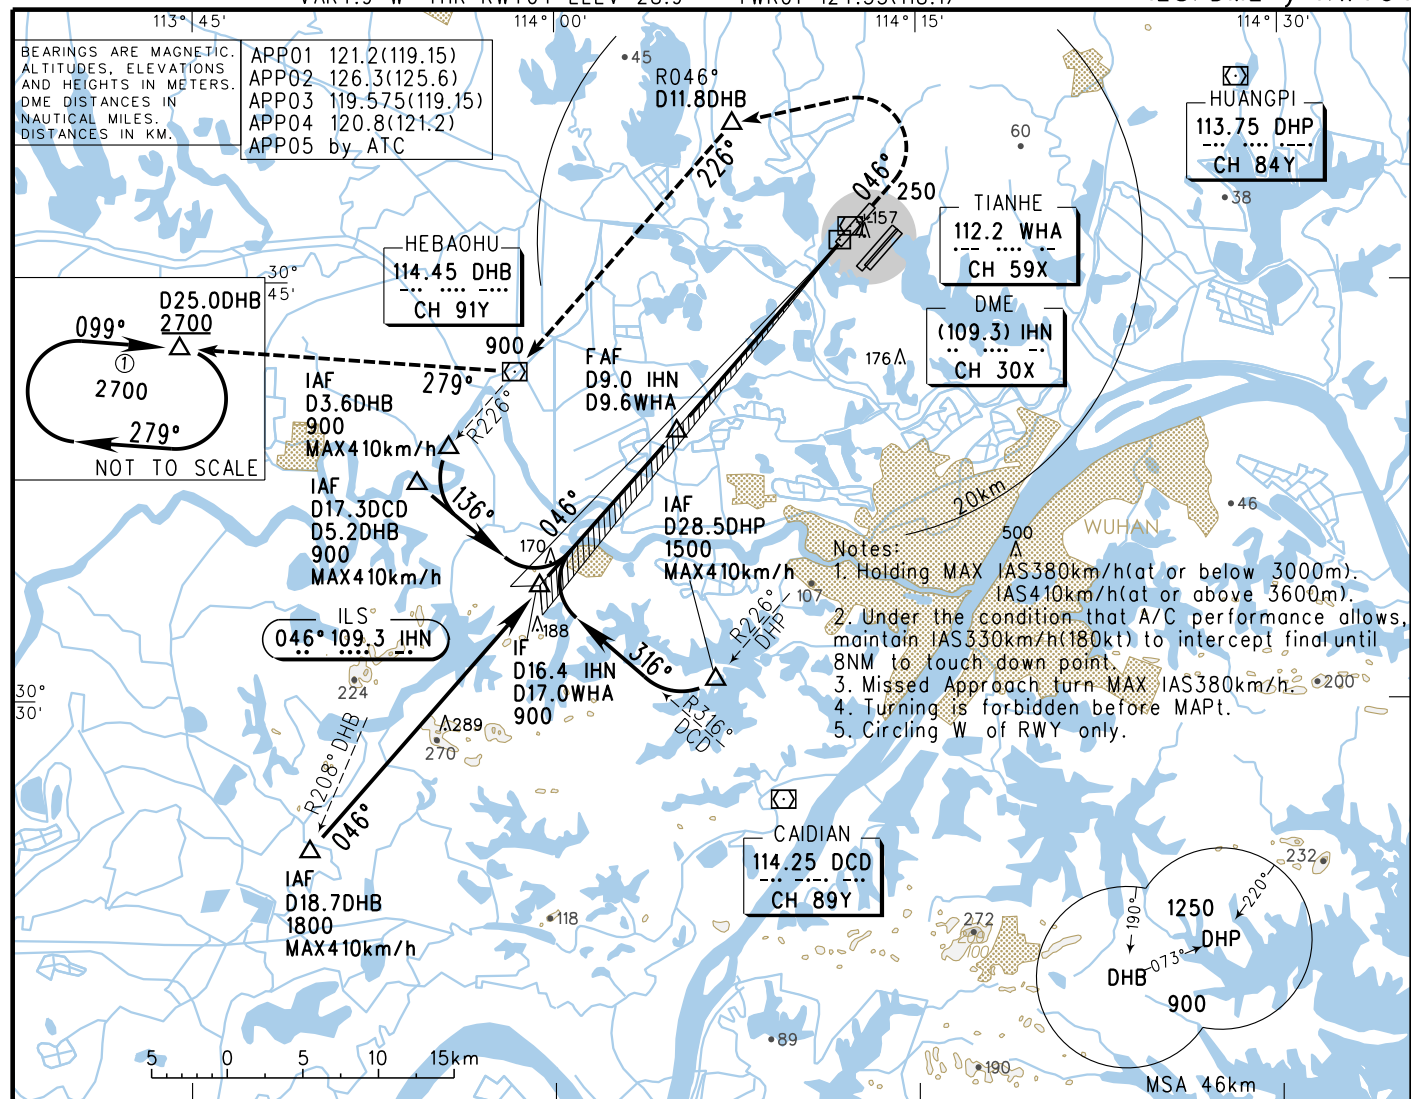 113° 45'
114° 00'
114° 15'
114° 30'
BEARINGS ARE MAGNETIC.
ALTITUDES, ELEVATIONS
AND HEIGHTS IN METERS.
DME DISTANCES IN
NAUTICAL MILES.
DISTANCES IN KM.
APP01 121.2(119.15)
APP02 126.3(125.6)
APP03 119.575(119.15)
APP04 120.8(121.2)
APP05 by ATC
45
R046°
D11.8DHB
226°
046°
250
157
60
HUANGPI
113.75 DHP
CH 84Y
38
TIANHE
112.2 WHA
CH 59X
DME
(109.3) IHN
CH 30X
176
HEBAOHU
114.45 DHB
CH 91Y
30°
45'
D25.0DHB
2700
099°
1
2700
279°
NOT TO SCALE
900
279°
R226°
FAF
D9.0 IHN
D9.6WHA
IAF
D3.6DHB
900
MAX410km/h
IAF
D17.3DCD
D5.2DHB
900
MAX410km/h
136°
046°
170
IAF
D28.5DHP
1500
MAX410km/h
20km
46
WUHAN
500
107
Notes:
1. Holding MAX IAS380km/h(at or below 3000m).
IAS410km/h(at or above 3600m).
2. Under the condition that A/C performance allows,
maintain IAS330km/h(180kt) to intercept final until
8NM to touch down point.
3. Missed Approach turn MAX IAS380km/h.
4. Turning is forbidden before MAPt.
5. Circling W of RWY only.
200
ILS
046° 109.3 IHN
188
IF
D16.4 IHN
D17.0WHA
900
316°
R226°
DHP
R316°
DCD
224
30°
30'
289
270
R208° DHB
046°
IAF
D18.7DHB
1800
MAX410km/h
118
CAIDIAN
114.25 DCD
CH 89Y
272
100
232
89
190
190°
220°
1250
DHP
073°
DHB
900
MSA 46km
5 0 5 10 15km